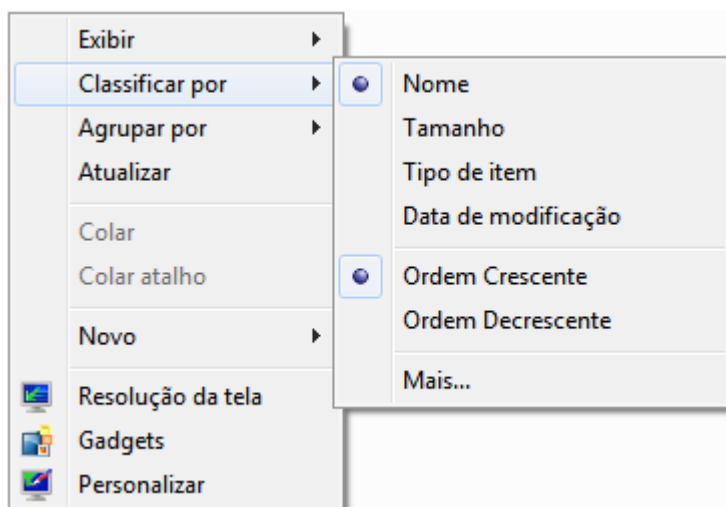 Exibir
Classificar por
Agrupar por
Atualizar
Colar
Colar atalho
Novo
Resolução da tela
Gadgets
Personalizar
Nome
Tamanho
Tipo de item
Data de modificação
Ordem Crescente
Ordem Decrescente
Mais...